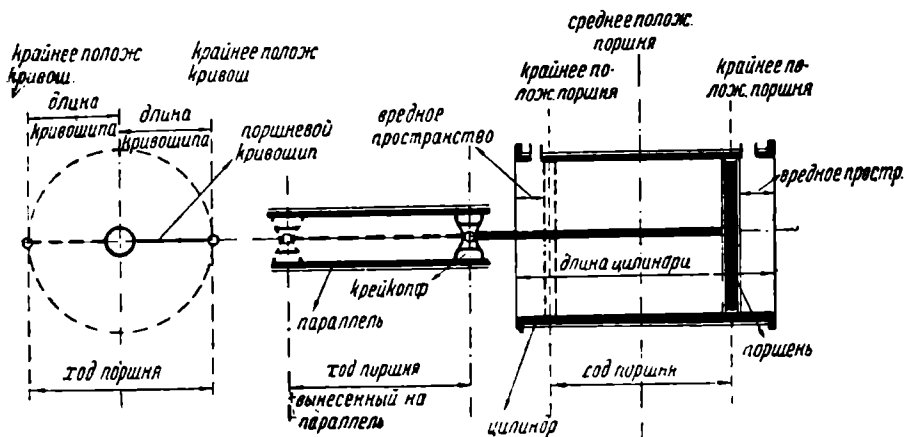 крайнее полож
кривош.
крайнее полож
кривош
длина
кривошипа
длина
кривошипа
поршневой
кривошип
вредное
пространство
среднее полож.
поршня
крайнее по-
лож. поршня
крайнее по-
лож. поршня
вредное простр.
длина цилиндри
крейкопф
параллель
поршень
ход поршня
ход поршня
ход поршня
вынесенный на
параллель
цилиндр